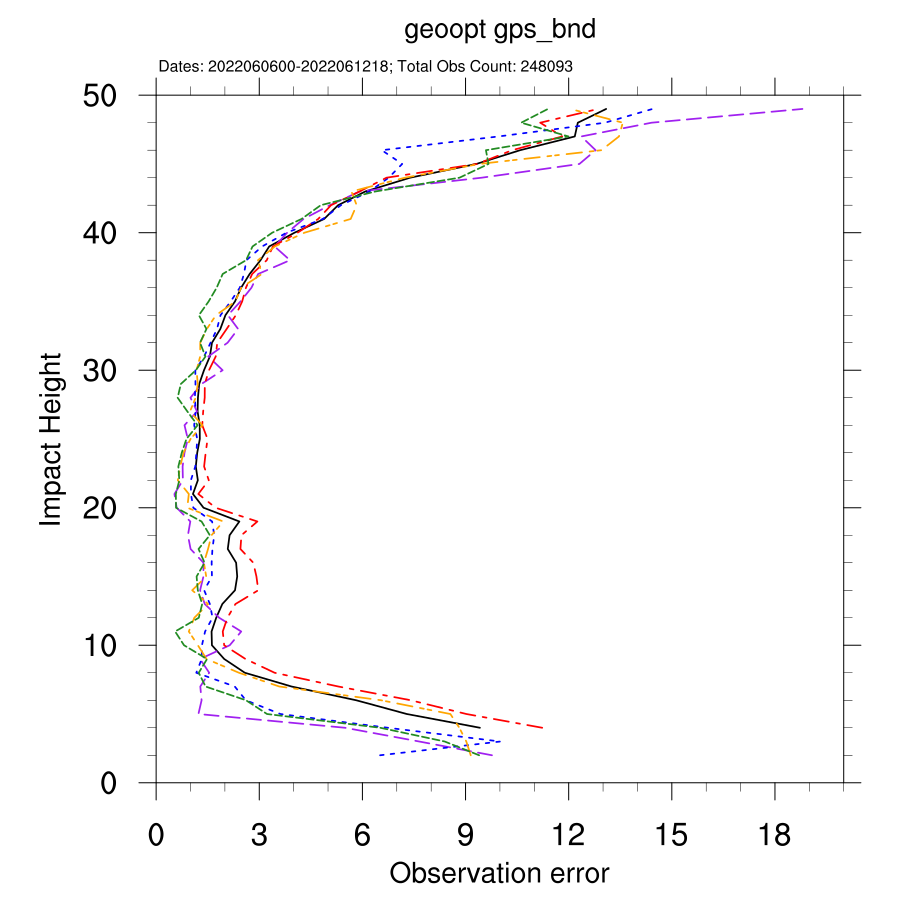 geoopt gps_bnd
Dates: 2022060600-2022061218; Total Obs Count: 248093
50
40
30
20
10
0
Impact Height
0 3 6 9 12 15 18
Observation error